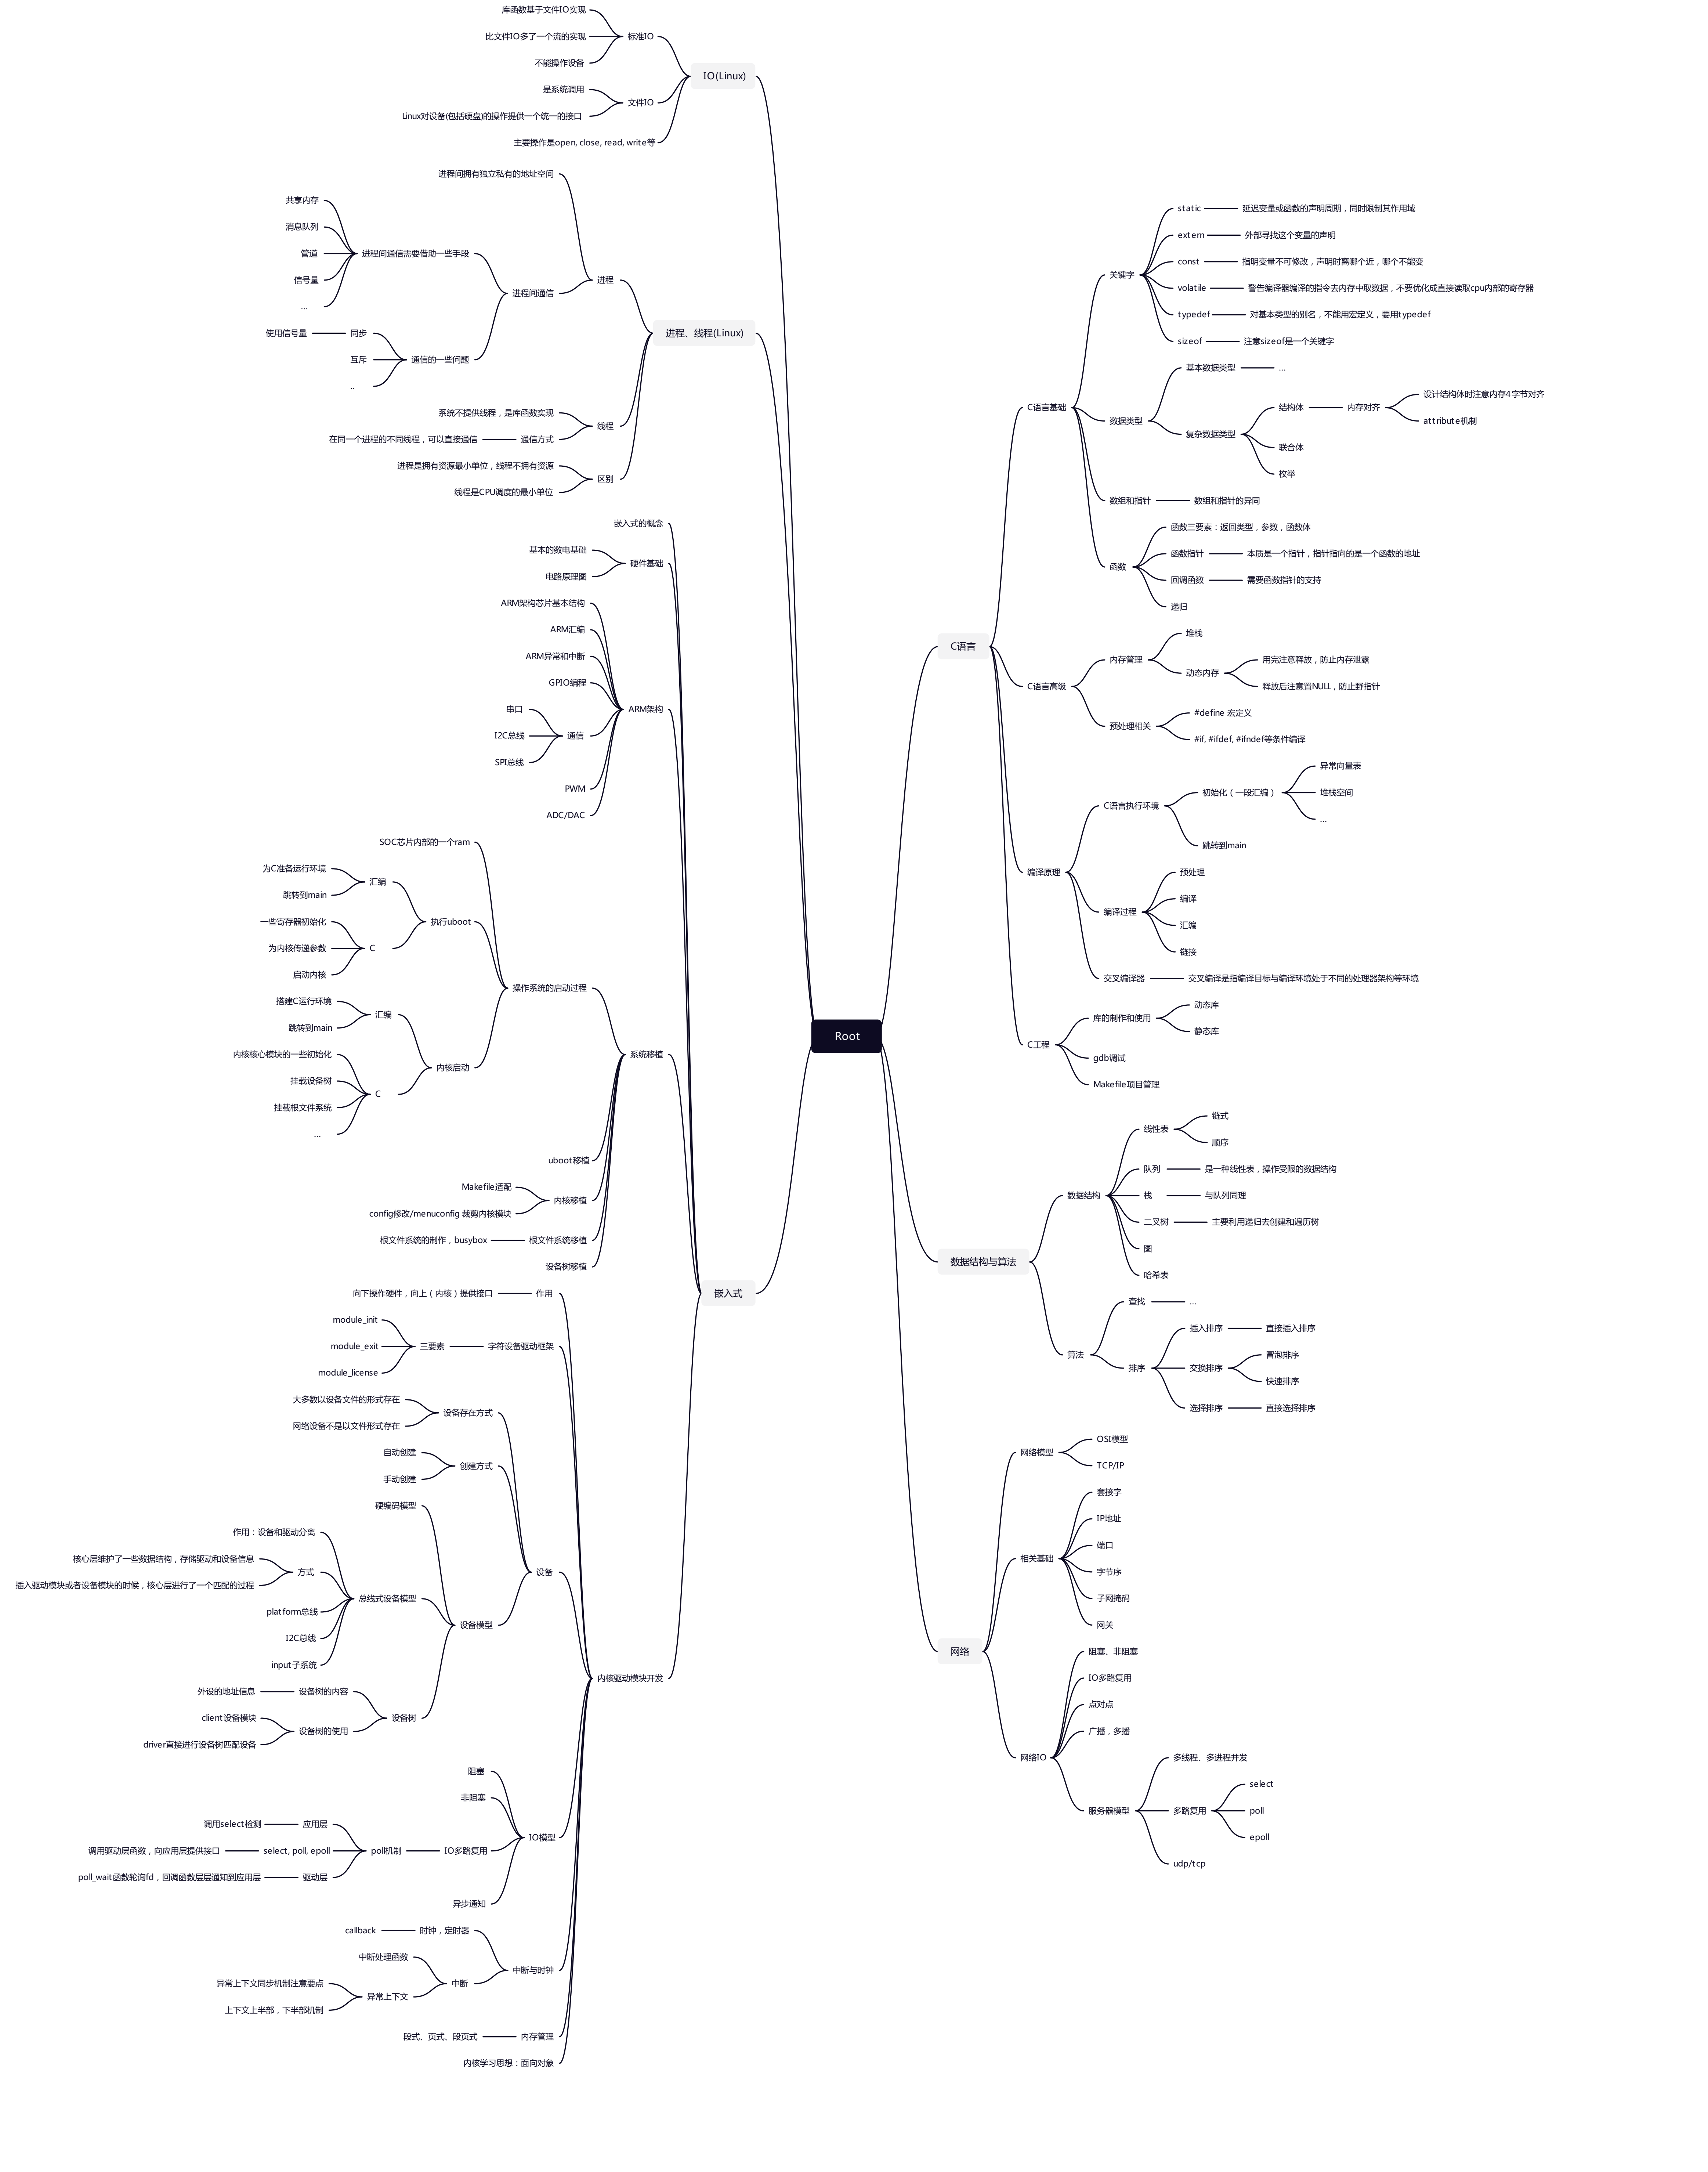 Root
C语言
C语言基础
关键字
static
延迟变量或函数的声明周期，同时限制其作用域
extern
外部寻找这个变量的声明
const
指明变量不可修改，声明时离哪个近，哪个不能变
volatile
警告编译器编译的指令去内存中取数据，不要优化成直接读取cpu内部的寄存器
typedef
对基本类型的别名，不能用宏定义，要用typedef
sizeof
注意sizeof是一个关键字
数据类型
基本数据类型
...
复杂数据类型
结构体
内存对齐
设计结构体时注意内存4字节对齐
attribute机制
联合体
枚举
数组和指针
数组和指针的异同
函数
函数三要素：返回类型，参数，函数体
函数指针
本质是一个指针，指针指向的是一个函数的地址
回调函数
需要函数指针的支持
递归
C语言高级
内存管理
堆栈
动态内存
用完注意释放，防止内存泄露
释放后注意置NULL，防止野指针
预处理相关
#define 宏定义
#if, #ifdef, #ifndef等条件编译
编译原理
C语言执行环境
初始化（一段汇编）
异常向量表
堆栈空间
...
跳转到main
编译过程
预处理
编译
汇编
链接
交叉编译器
交叉编译是指编译目标与编译环境处于不同的处理器架构等环境
C工程
库的制作和使用
动态库
静态库
gdb调试
Makefile项目管理
数据结构与算法
数据结构
线性表
链式
顺序
队列
是一种线性表，操作受限的数据结构
栈
与队列同理
二叉树
主要利用递归去创建和遍历树
图
哈希表
算法
查找
...
排序
插入排序
直接插入排序
交换排序
冒泡排序
快速排序
选择排序
直接选择排序
网络
网络模型
OSI模型
TCP/IP
相关基础
套接字
IP地址
端口
字节序
子网掩码
网关
网络IO
阻塞、非阻塞
IO多路复用
点对点
广播，多播
服务器模型
多线程、多进程并发
多路复用
select
poll
epoll
udp/tcp
IO(Linux)
标准IO
库函数基于文件IO实现
比文件IO多了一个流的实现
不能操作设备
文件IO
是系统调用
Linux对设备(包括硬盘)的操作提供一个统一的接口
主要操作是open, close, read, write等
进程、线程(Linux)
进程
进程间拥有独立私有的地址空间
进程间通信
进程间通信需要借助一些手段
共享内存
消息队列
管道
信号量
...
通信的一些问题
同步
使用信号量
互斥
..
线程
系统不提供线程，是库函数实现
通信方式
在同一个进程的不同线程，可以直接通信
区别
进程是拥有资源最小单位，线程不拥有资源
线程是CPU调度的最小单位
嵌入式
嵌入式的概念
硬件基础
基本的数电基础
电路原理图
ARM架构
ARM架构芯片基本结构
ARM汇编
ARM异常和中断
GPIO编程
通信
串口
I2C总线
SPI总线
PWM
ADC/DAC
系统移植
操作系统的启动过程
SOC芯片内部的一个ram
执行uboot
汇编
为C准备运行环境
跳转到main
C
一些寄存器初始化
为内核传递参数
启动内核
内核启动
汇编
搭建C运行环境
跳转到main
C
内核核心模块的一些初始化
挂载设备树
挂载根文件系统
...
uboot移植
内核移植
Makefile适配
config修改/menuconfig 裁剪内核模块
根文件系统移植
根文件系统的制作，busybox
设备树移植
内核驱动模块开发
作用
向下操作硬件，向上（内核）提供接口
字符设备驱动框架
三要素
module_init
module_exit
module_license
设备
设备存在方式
大多数以设备文件的形式存在
网络设备不是以文件形式存在
创建方式
自动创建
手动创建
设备模型
硬编码模型
总线式设备模型
作用：设备和驱动分离
方式
核心层维护了一些数据结构，存储驱动和设备信息
插入驱动模块或者设备模块的时候，核心层进行了一个匹配的过程
platform总线
I2C总线
input子系统
设备树
设备树的内容
外设的地址信息
设备树的使用
client设备模块
driver直接进行设备树匹配设备
IO模型
阻塞
非阻塞
IO多路复用
poll机制
应用层
调用select检测
select, poll, epoll
调用驱动层函数，向应用层提供接口
驱动层
poll_wait函数轮询fd，回调函数层层通知到应用层
异步通知
中断与时钟
时钟，定时器
callback
中断
中断处理函数
异常上下文
异常上下文同步机制注意要点
上下文上半部，下半部机制
内存管理
段式、页式、段页式
内核学习思想：面向对象